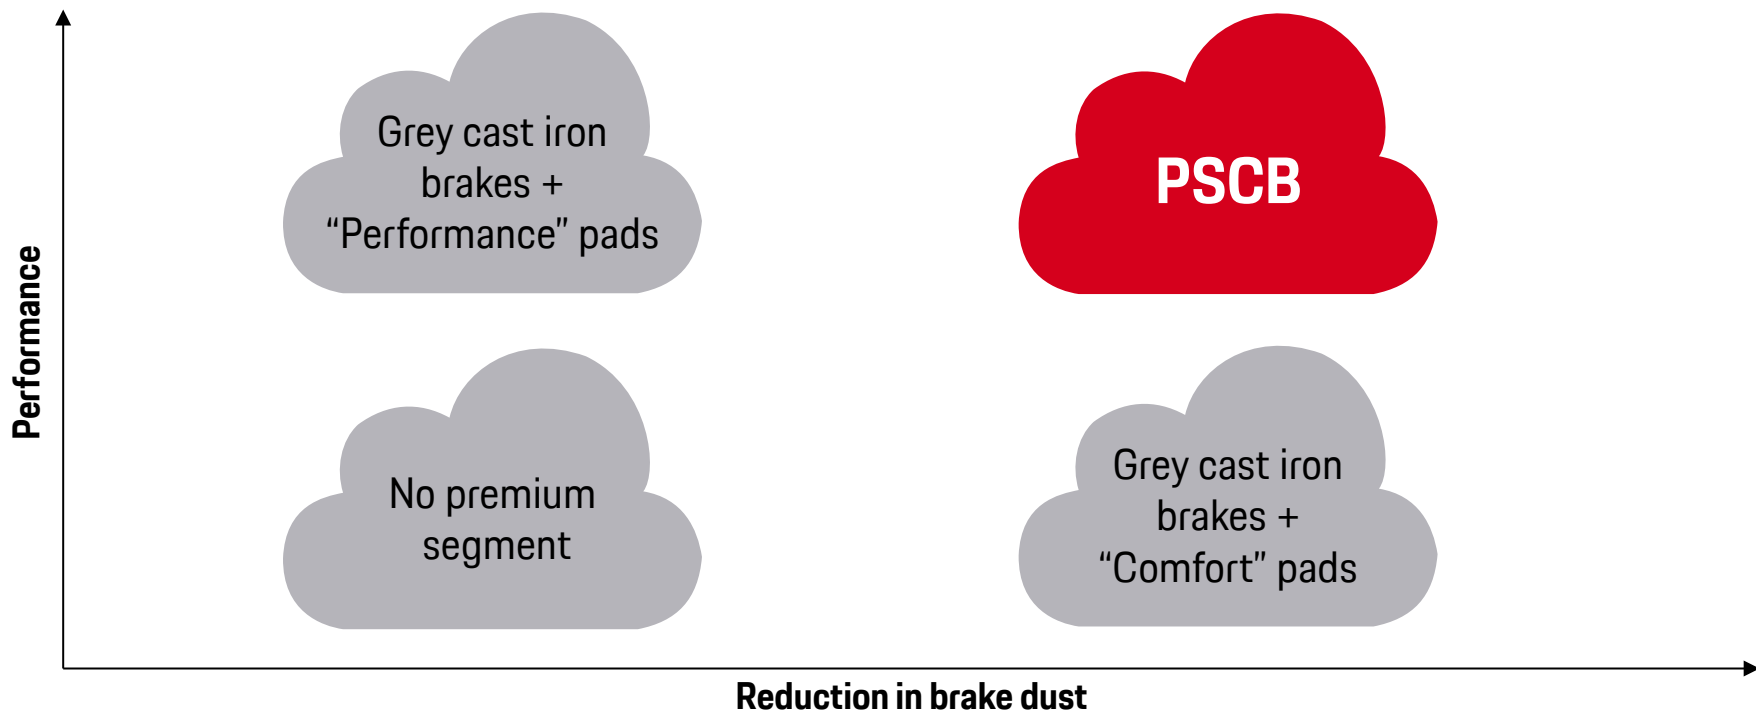 Performance
Grey cast iron
brakes +
“Performance” pads
PSCB
No premium
segment
Grey cast iron
brakes +
“Comfort” pads
Reduction in brake dust